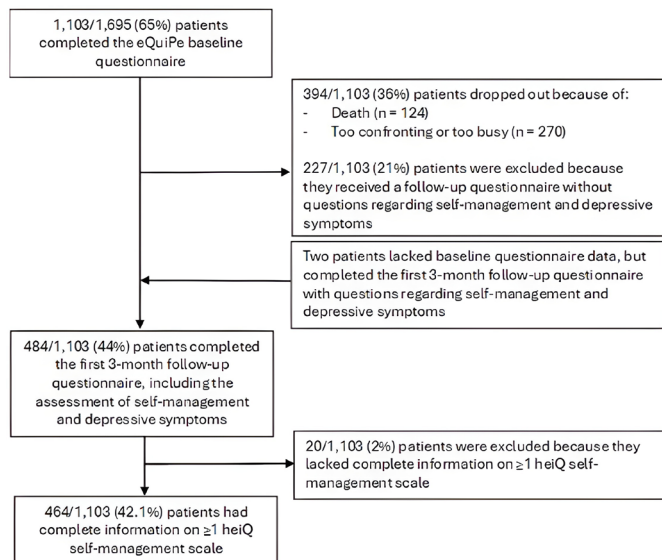 1,103/1,695 (65%) patients
completed the eQuiPe baseline
questionnaire
394/1,103 (36%) patients dropped out because of:
- Death (n = 124)
- Too confronting or too busy (n = 270)
227/1,103 (21%) patients were excluded because
they received a follow-up questionnaire without
questions regarding self-management and depressive
symptoms
Two patients lacked baseline questionnaire data, but
completed the first 3-month follow-up questionnaire
with questions regarding self-management and
depressive symptoms
484/1,103 (44%) patients completed
the first 3-month follow-up
questionnaire, including the
assessment of self-management
and depressive symptoms
20/1,103 (2%) patients were excluded because they
lacked complete information on ≥1 heiQ self-
management scale
464/1,103 (42.1%) patients had
complete information on ≥1 heiQ
self-management scale